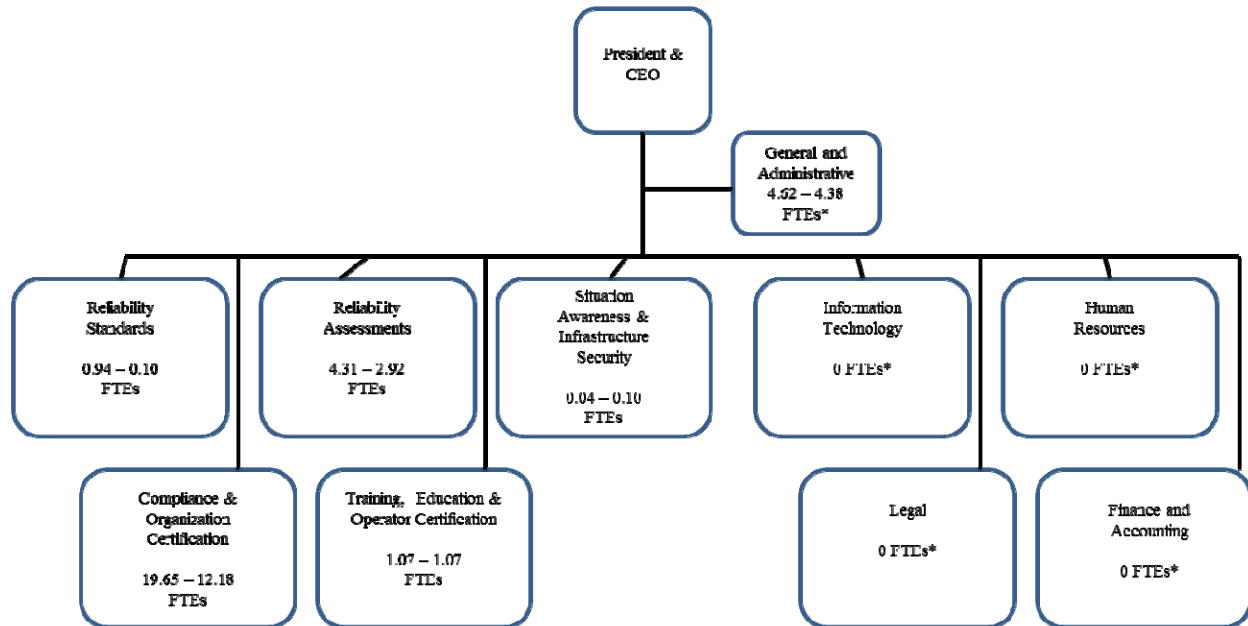 President &
CEO
General and
Administrative
4.62 – 4.38
FTEs*
Reliability
Standards
0.94 – 0.10
FTEs
Reliability
Assessments
4.31 – 2.92
FTEs
Situation
Awareness &
Infrastructure
Security
0.04 – 0.10
FTEs
Information
Technology
0 FTEs*
Human
Resources
0 FTEs*
Compliance &
Organization
Certification
19.65 – 12.18
FTEs
Training, Education &
Operator Certification
1.07 – 1.07
FTEs
Legal
0 FTEs*
Finance and
Accounting
0 FTEs*